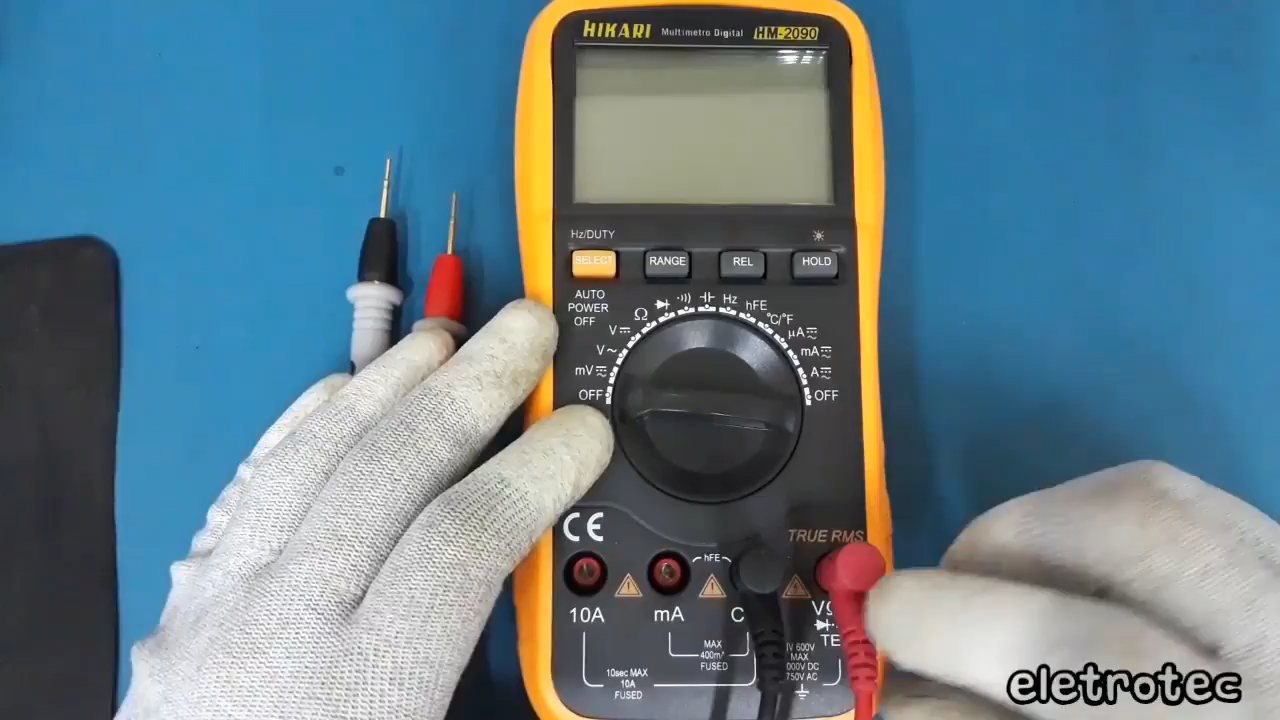 HIKARI Multimetro Digital HM-2090
Hz/DUTY
SELECT RANGE REL HOLD
AUTO
POWER
OFF
OFF
mV
V~
V
Ω
Hz
hFE
°C/°F
µA
mA
A
OFF
CE
TRUE RMS
hFE
10A mA C VΩ
MAX
400mA
FUSED
10sec MAX
10A
FUSED
600V
MAX
750V AC
eletrotec